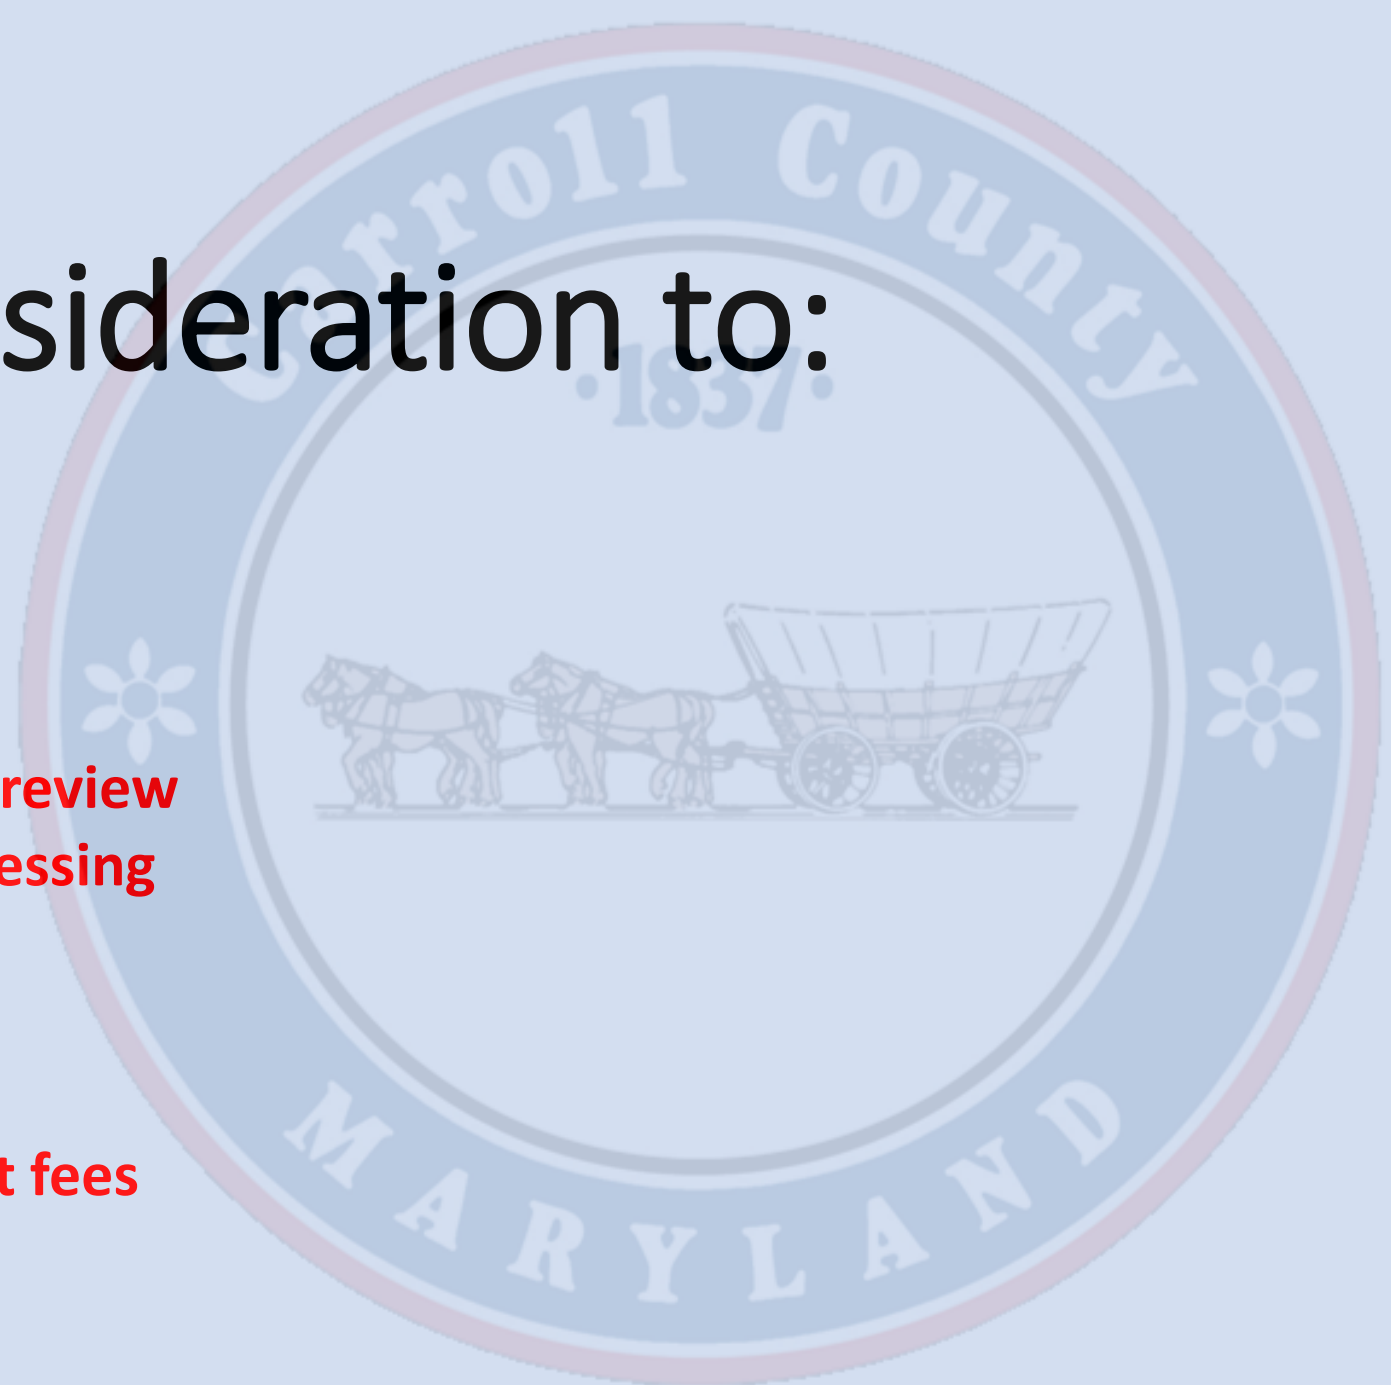 Carroll County
sideration to:
•1837•
review
essing
t fees
MARYLAND